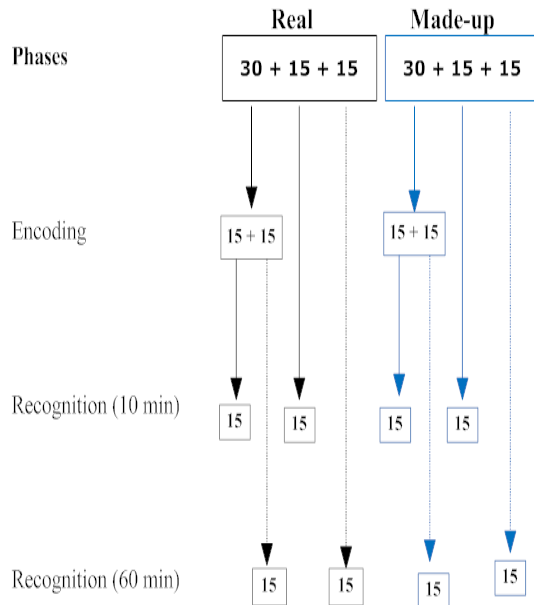 Real Made-up
Phases
30 + 15 + 15 30 + 15 + 15
Encoding
15 + 15 15 + 15
Recognition (10 min)
15 15 15 15
Recognition (60 min)
15 15 15 15